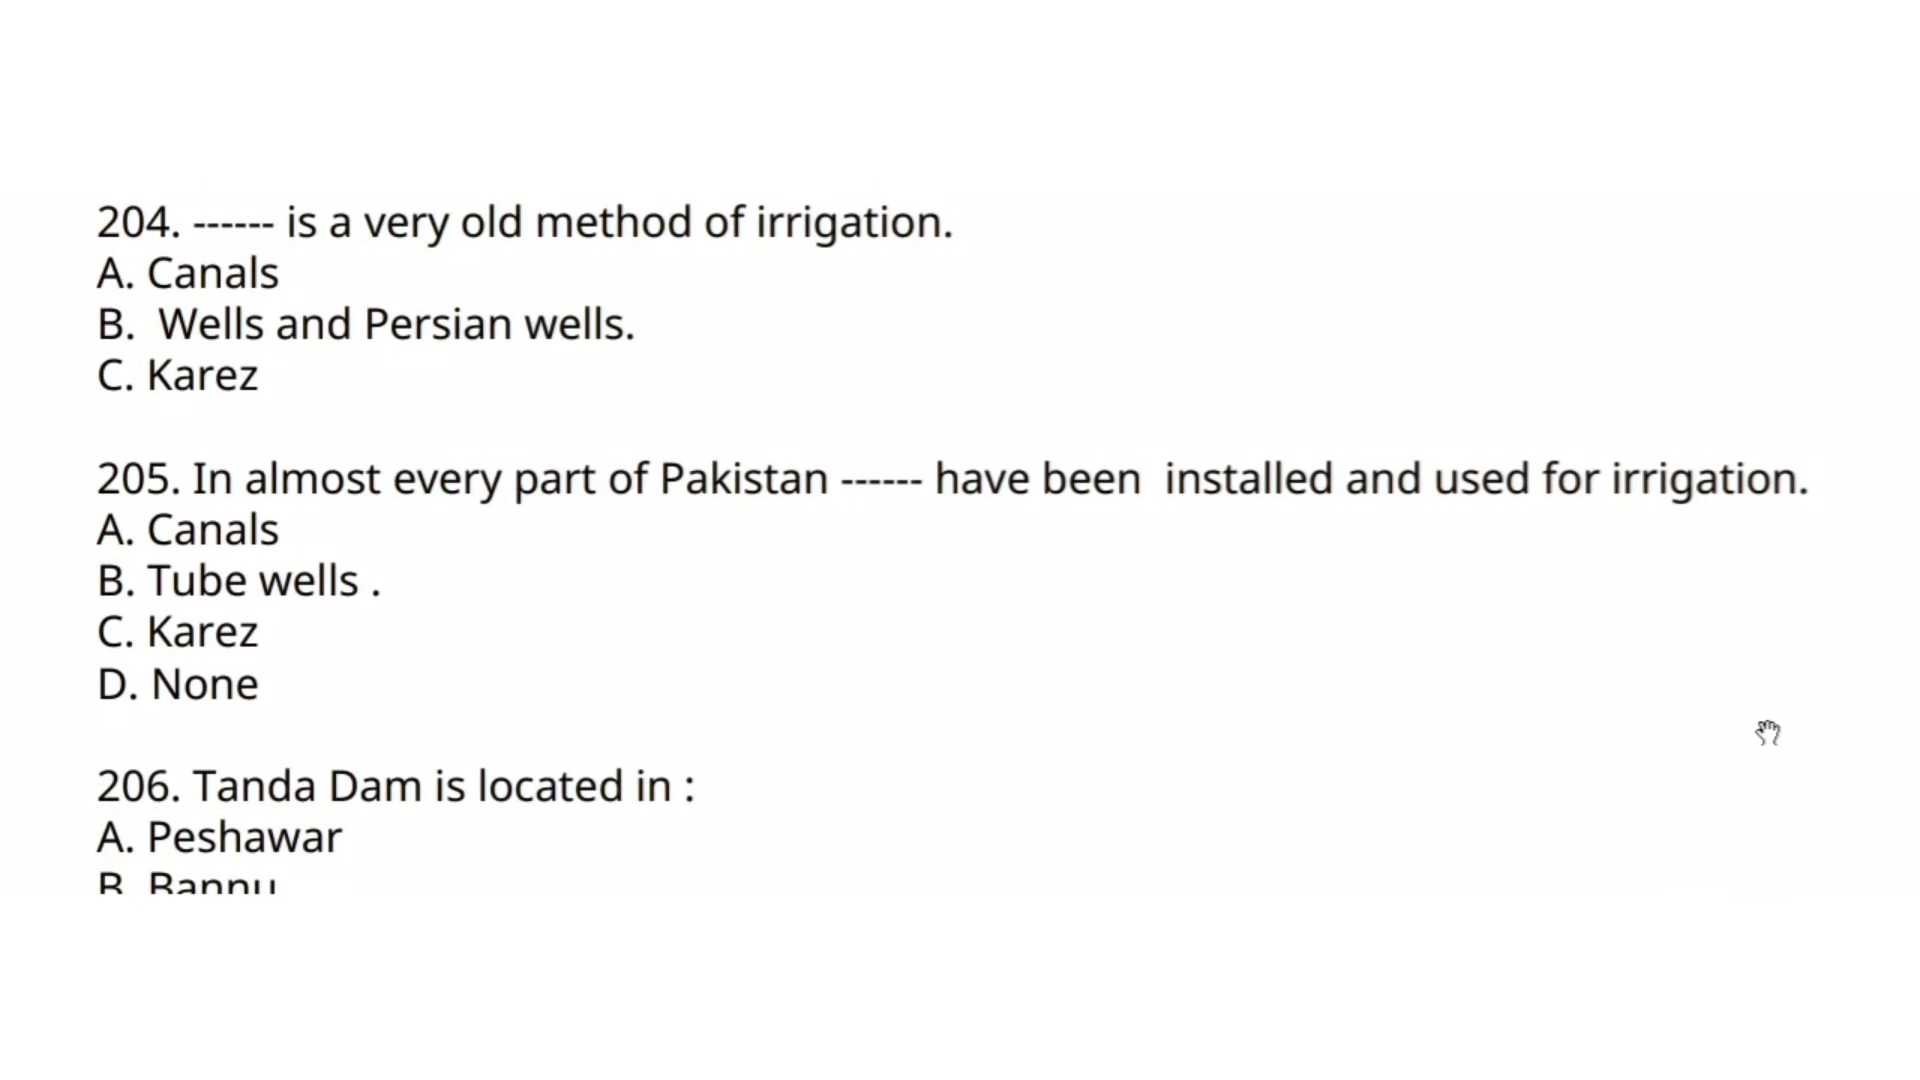 204. ------ is a very old method of irrigation.
A. Canals
B.  Wells and Persian wells.
C. Karez
205. In almost every part of Pakistan ------ have been  installed and used for irrigation.
A. Canals
B. Tube wells .
C. Karez
D. None
206. Tanda Dam is located in :
A. Peshawar
B. Bannu